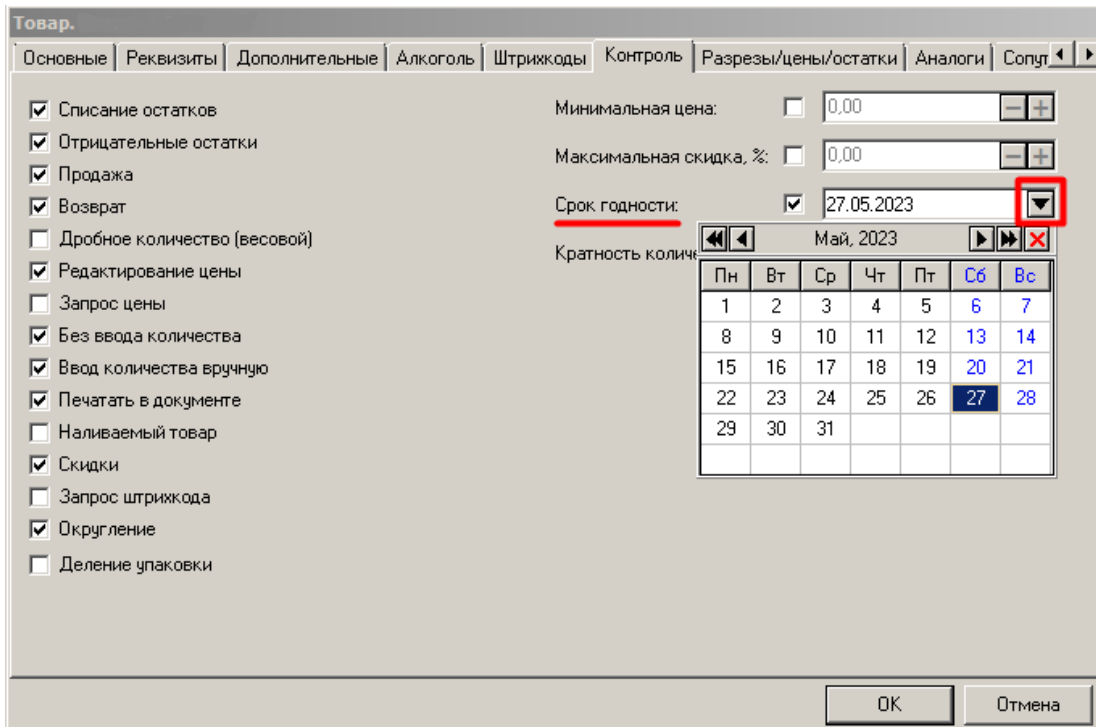 Товар.
Основные Реквизиты Дополнительные Алкоголь Штрихкоды Контроль Разрезы/цены/остатки Аналоги Сопут
Списание остатков
Отрицательные остатки
Продажа
Возврат
Дробное количество (весовой)
Редактирование цены
Запрос цены
Без ввода количества
Ввод количества вручную
Печатать в документе
Наливаемый товар
Скидки
Запрос штрихкода
Округление
Деление упаковки
Минимальная цена: 0,00
Максимальная скидка, %: 0,00
Срок годности: 27.05.2023
Кратность количе
Май, 2023
Пн Вт Ср Чт Пт Сб Вс
1 2 3 4 5 6 7
8 9 10 11 12 13 14
15 16 17 18 19 20 21
22 23 24 25 26 27 28
29 30 31
OK Отмена